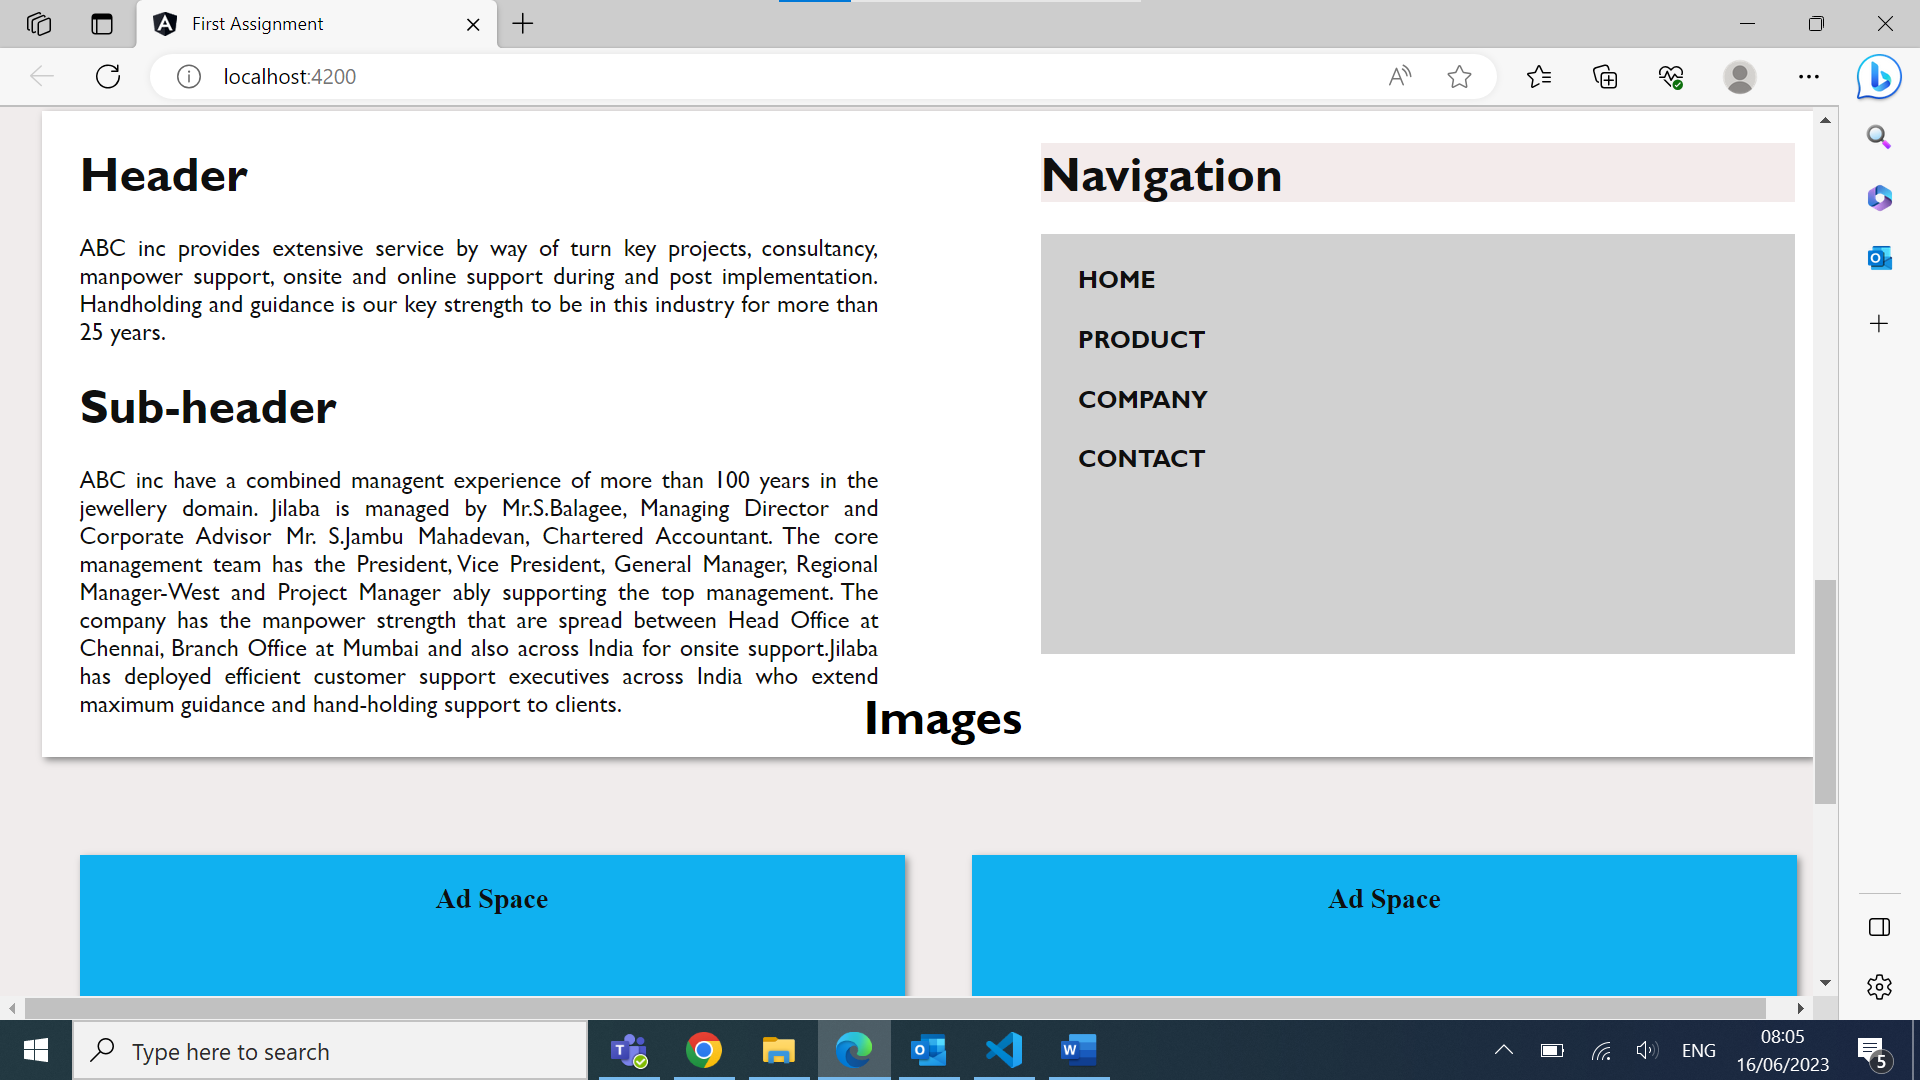 First Assignment
localhost:4200
Header
ABC inc provides extensive service by way of turn key projects, consultancy,
manpower support, onsite and online support during and post implementation.
Handholding and guidance is our key strength to be in this industry for more than
25 years.
Sub-header
ABC inc have a combined managent experience of more than 100 years in the
jewellery domain. Jilaba is managed by Mr.S.Balagee, Managing Director and
Corporate Advisor Mr. S.Jambu Mahadevan, Chartered Accountant. The core
management team has the President, Vice President, General Manager, Regional
Manager-West and Project Manager ably supporting the top management. The
company has the manpower strength that are spread between Head Office at
Chennai, Branch Office at Mumbai and also across India for onsite support.Jilaba
has deployed efficient customer support executives across India who extend
maximum guidance and hand-holding support to clients.
Navigation
HOME
PRODUCT
COMPANY
CONTACT
Images
Ad Space
Ad Space
Type here to search
ENG
08:05
16/06/2023
5